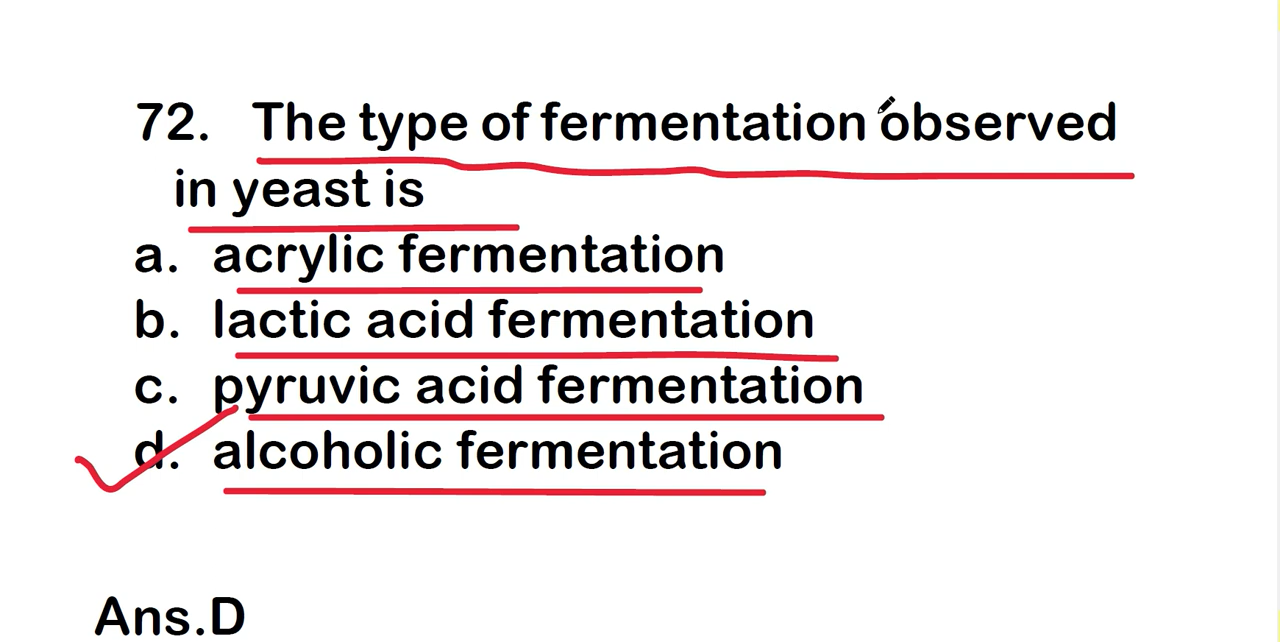 72. The type of fermentation observed
in yeast is
a. acrylic fermentation
b. lactic acid fermentation
c. pyruvic acid fermentation
d. alcoholic fermentation
Ans.D